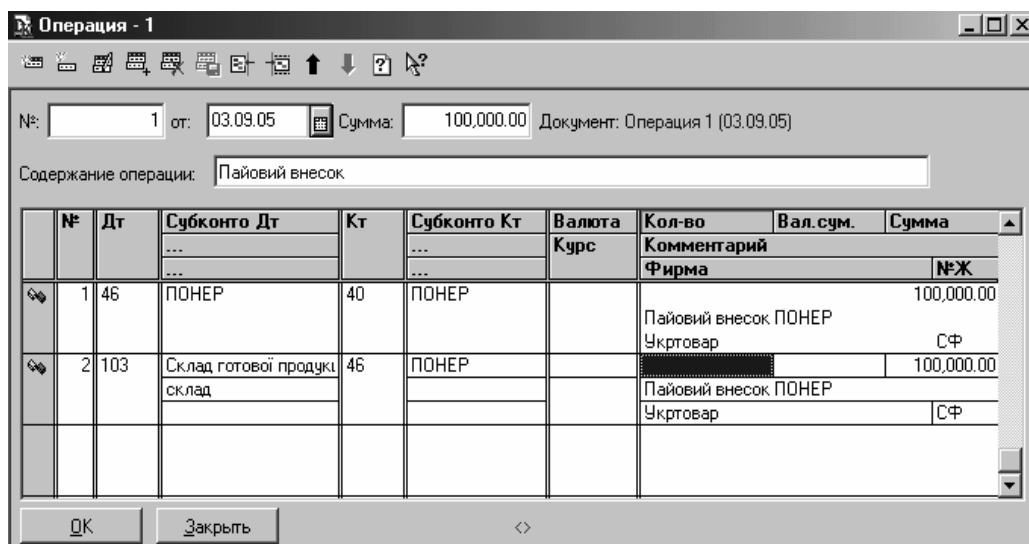 Операция - 1
№: 1 от: 03.09.05 Сумма: 100,000.00 Документ: Операция 1 (03.09.05)
Содержание операции: Пайовий внесок
№ Дт Субконто Дт Кт Субконто Кт Валюта Кол-во Вал.сум. Сумма
... ... Курс Комментарий
... ... Фирма №Ж
1 46 ПОНЕР 40 ПОНЕР 100,000.00
Пайовий внесок ПОНЕР
Укртовар СФ
2 103 Склад готової продукц 46 ПОНЕР 100,000.00
склад Пайовий внесок ПОНЕР
Укртовар СФ
OK Закрыть <>